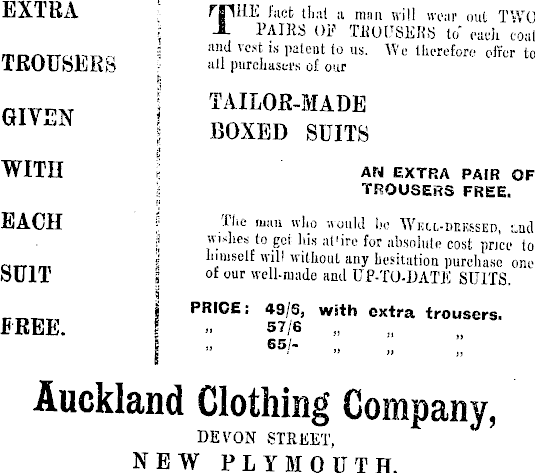 EXTRA
TROUSERS
GIVEN
WITH
EACH
SUIT
FREE.
THE fact that a man will wear out TWO
PAIRS OF TROUSERS to each coat
and vest is patent to us. We therefore offer to
all purchasers of our
TAILOR-MADE
BOXED SUITS
AN EXTRA PAIR OF
TROUSERS FREE.
The man who would be WELL-DRESSED, and
wishes to get his attire for absolute cost price to
himself will without any hesitation purchase one
of our well-made and UP-TO-DATE SUITS.
PRICE: 49/6, with extra trousers.
„ 57/6 „ „ „
„ 65/- „ „ „
Auckland Clothing Company,
DEVON STREET,
NEW PLYMOUTH.